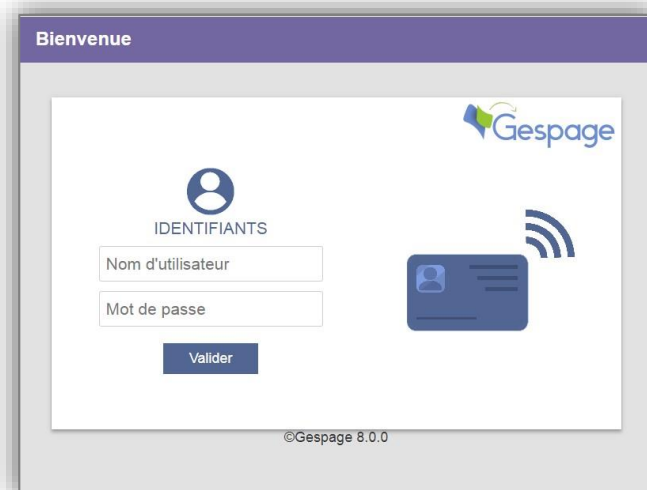 Bienvenue
Gespage
IDENTIFIANTS
Nom d'utilisateur
Mot de passe
Valider
©Gespage 8.0.0